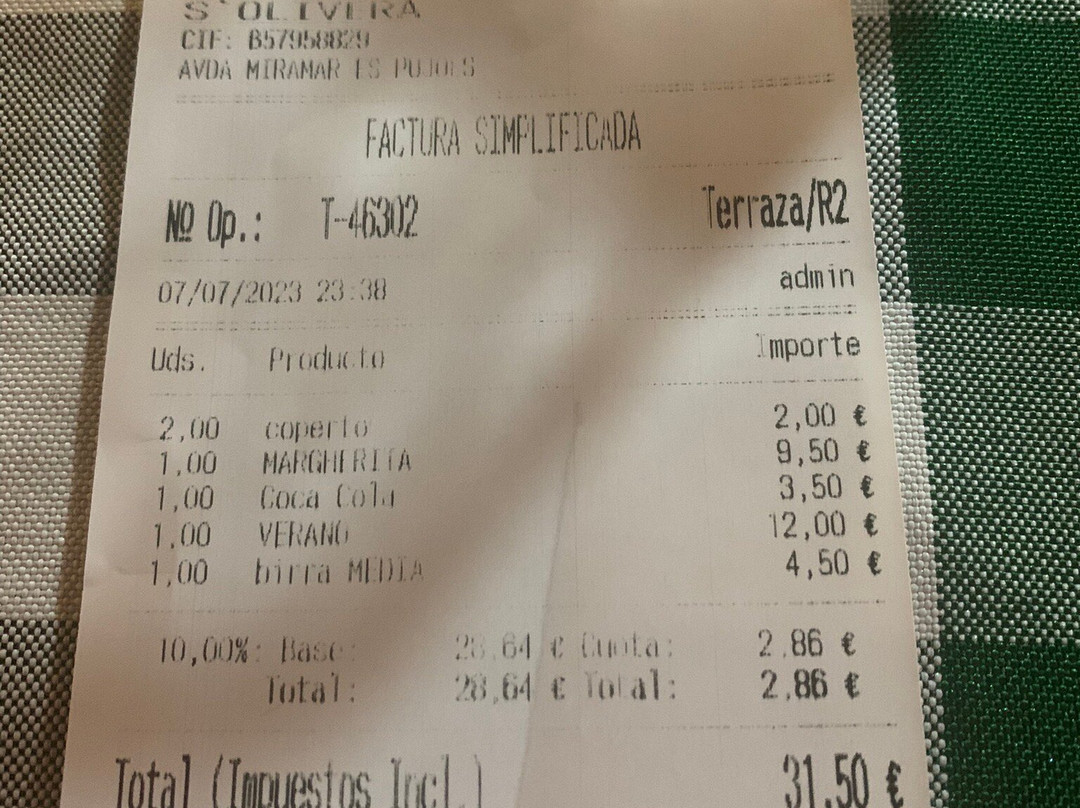 S'OLIVERA
CIF: B57958829
AVDA MIRAMAR ES PUJOLS
FACTURA SIMPLIFICADA
Nº Op.: T-46302 Terraza/R2
07/07/2023 23:38 admin
Uds. Producto Importe
2,00 coperto 2,00 €
1,00 MARGHERITA 9,50 €
1,00 Coca Cola 3,50 €
1,00 VERANO 12,00 €
1,00 birra MEDIA 4,50 €
10,00%: Base: 28,64 € Cuota: 2,86 €
Total: 28,64 € Total: 2,86 €
Total (Impuestos Incl.) 31,50 €